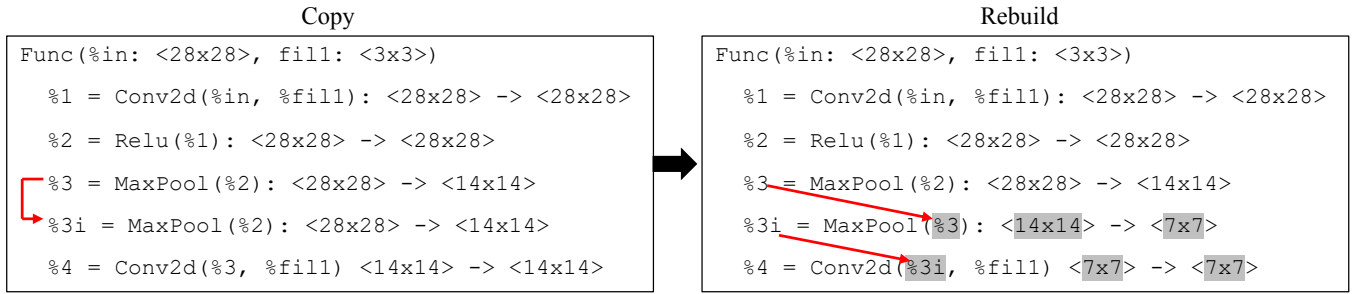 Copy
Func(%in: <28x28>, fil1: <3x3>)
%1 = Conv2d(%in, %fil1): <28x28> -> <28x28>
%2 = Relu(%1): <28x28> -> <28x28>
%3 = MaxPool(%2): <28x28> -> <14x14>
%3i = MaxPool(%2): <28x28> -> <14x14>
%4 = Conv2d(%3, %fil1) <14x14> -> <14x14>
Rebuild
Func(%in: <28x28>, fil1: <3x3>)
%1 = Conv2d(%in, %fil1): <28x28> -> <28x28>
%2 = Relu(%1): <28x28> -> <28x28>
%3 = MaxPool(%2): <28x28> -> <14x14>
%3i = MaxPool(%3): <14x14> -> <7x7>
%4 = Conv2d(%3i, %fil1) <7x7> -> <7x7>